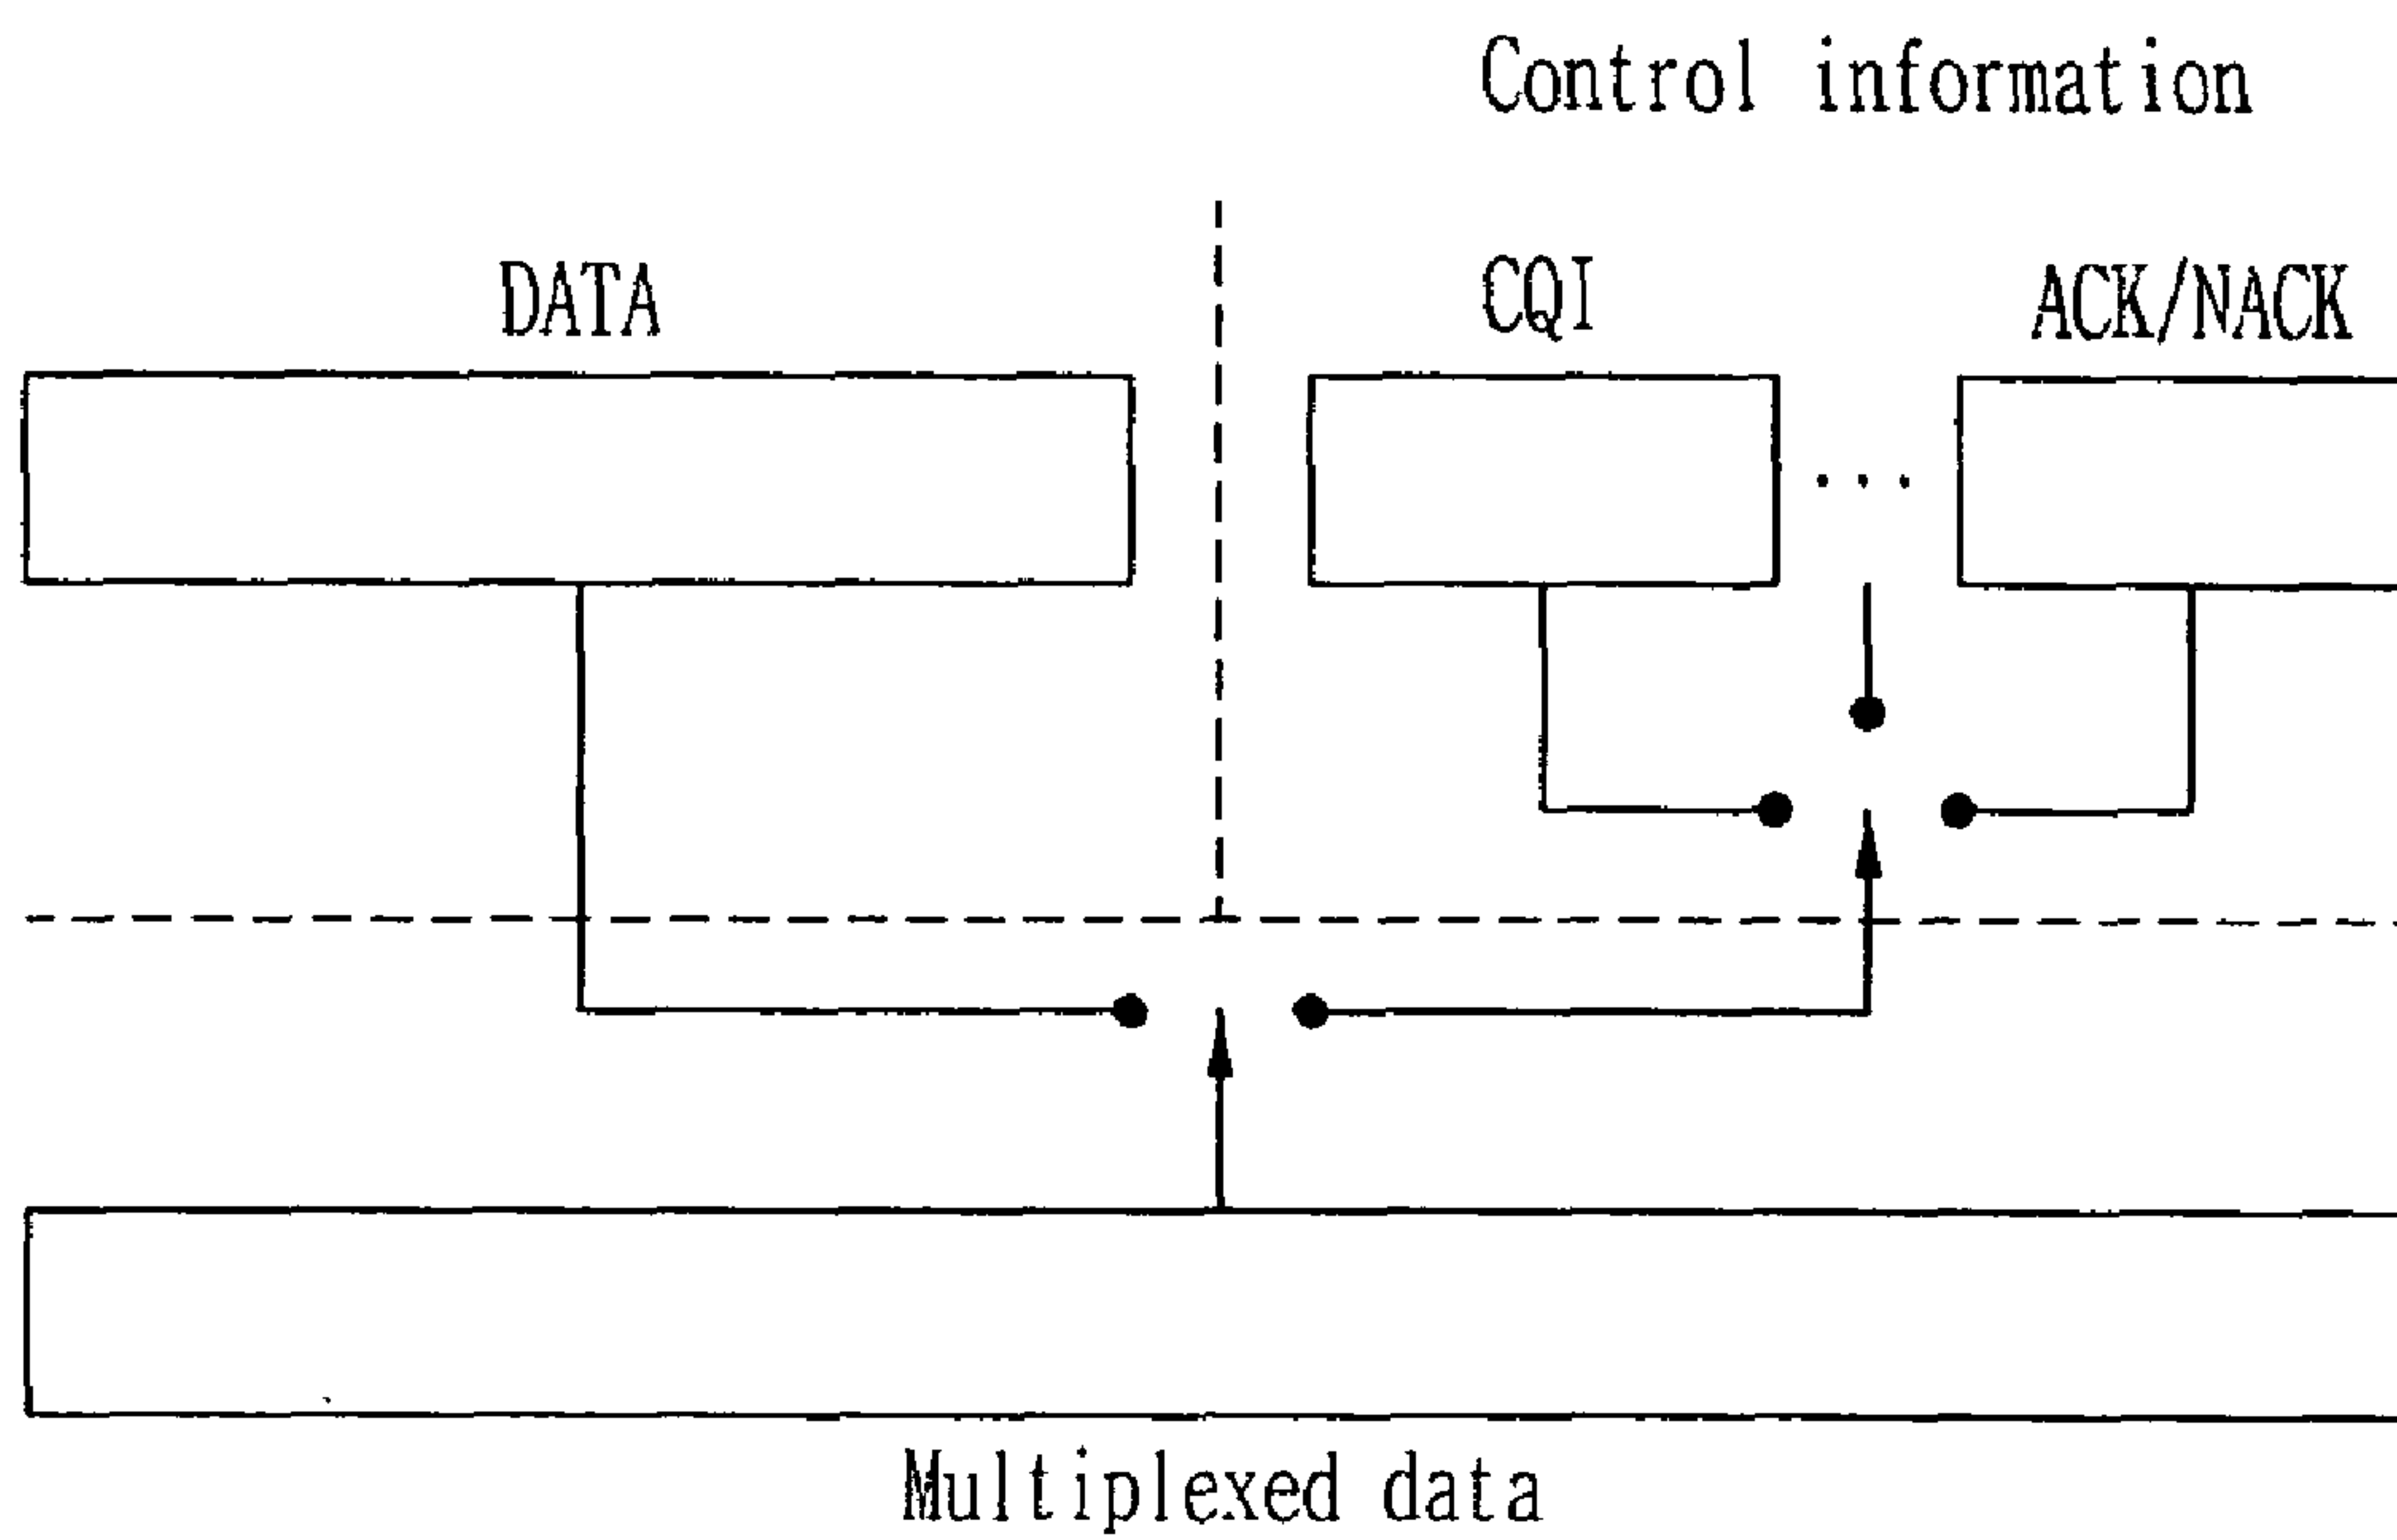 Control information
DATA
CQI
ACK/NACK
...
Multiplexed data